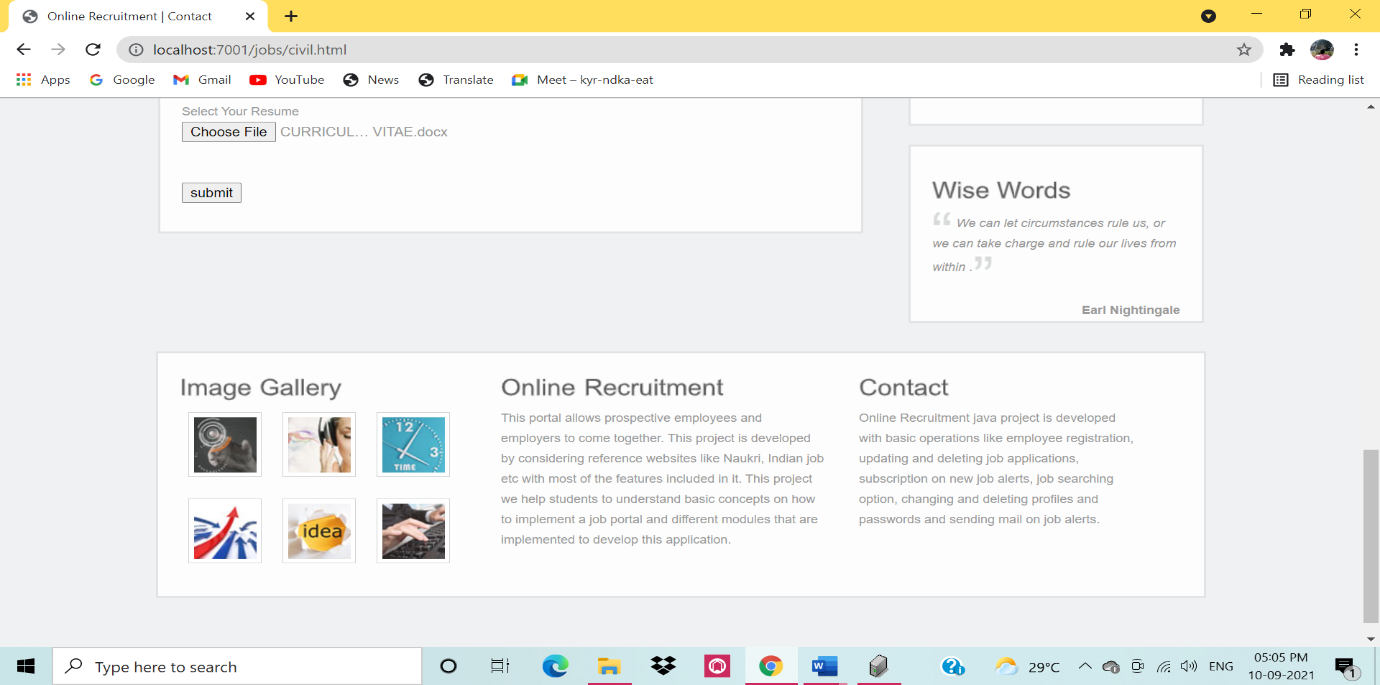 Online Recruitment | Contact
localhost:7001/jobs/civil.html
Apps Google Gmail YouTube News Translate Meet – kyr-ndka-eat Reading list
Select Your Resume
Choose File CURRICUL... VITAE.docx
submit
Wise Words
“ We can let circumstances rule us, or
we can take charge and rule our lives from
within .”
Earl Nightingale
Image Gallery
12
3
TIME
idea
Online Recruitment
This portal allows prospective employees and
employers to come together. This project is developed
by considering reference websites like Naukri, Indian job
etc with most of the features included in it. This project
we help students to understand basic concepts on how
to implement a job portal and different modules that are
implemented to develop this application.
Contact
Online Recruitment java project is developed
with basic operations like employee registration,
updating and deleting job applications,
subscription on new job alerts, job searching
option, changing and deleting profiles and
passwords and sending mail on job alerts.
Type here to search
29°C
ENG
05:05 PM
10-09-2021
1